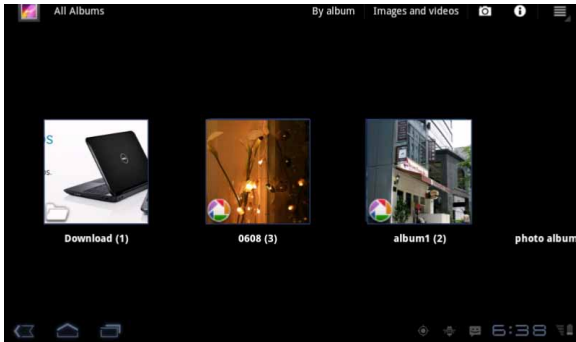 All Albums
By album
Images and videos
Download (1)
0608 (3)
album1 (2)
photo album
6:38